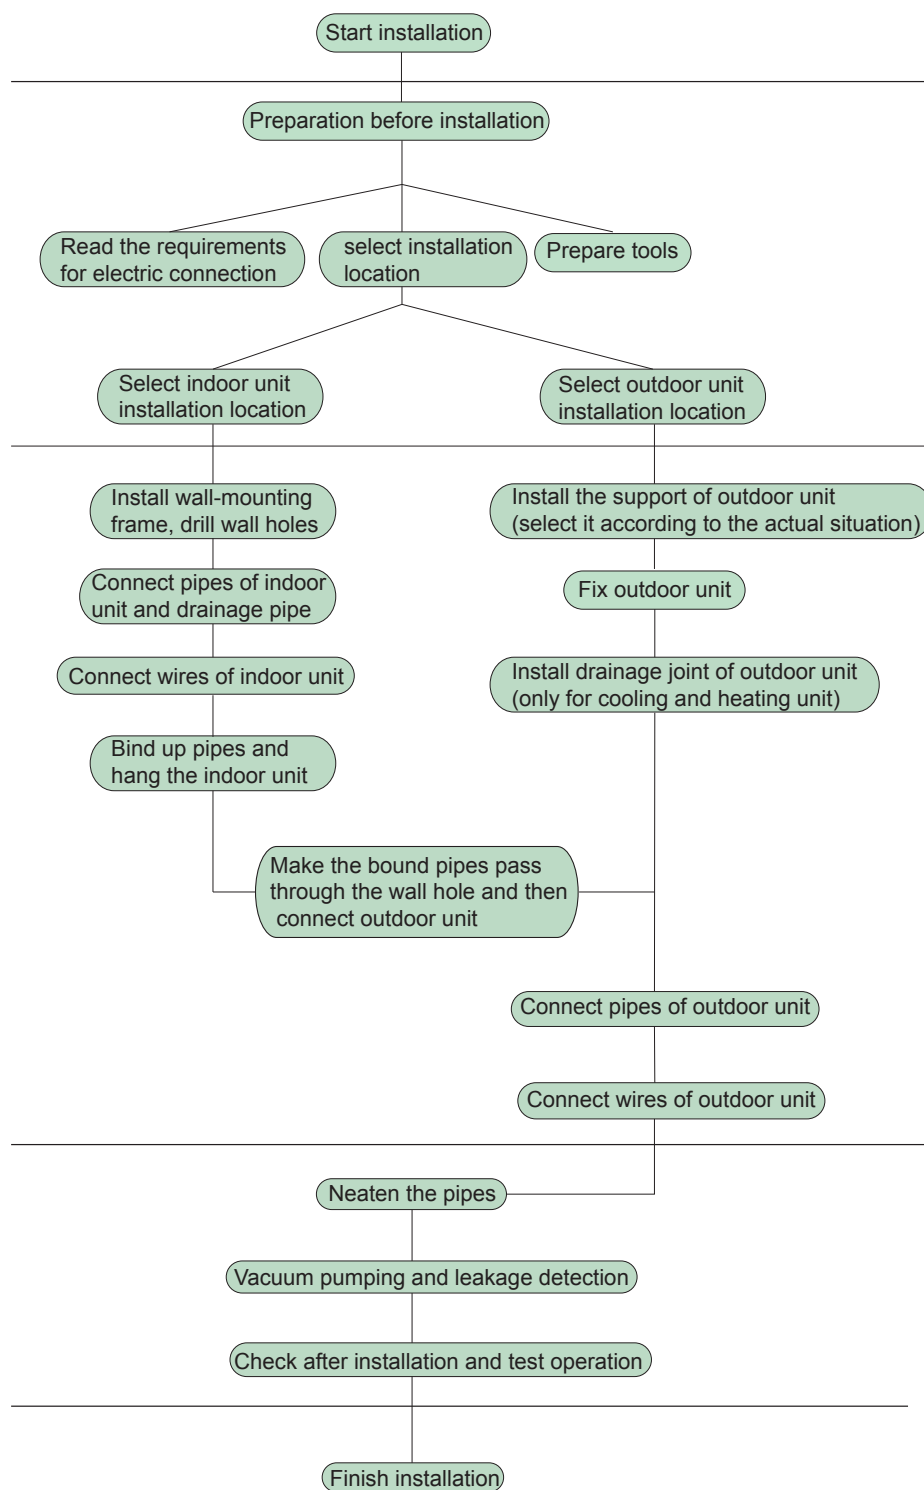 Start installation
Preparation before installation
Read the requirements
for electric connection
select installation
location
Prepare tools
Select indoor unit
installation location
Select outdoor unit
installation location
Install wall-mounting
frame, drill wall holes
Install the support of outdoor unit
(select it according to the actual situation)
Connect pipes of indoor
unit and drainage pipe
Fix outdoor unit
Connect wires of indoor unit
Install drainage joint of outdoor unit
(only for cooling and heating unit)
Bind up pipes and
hang the indoor unit
Make the bound pipes pass
through the wall hole and then
connect outdoor unit
Connect pipes of outdoor unit
Connect wires of outdoor unit
Neaten the pipes
Vacuum pumping and leakage detection
Check after installation and test operation
Finish installation